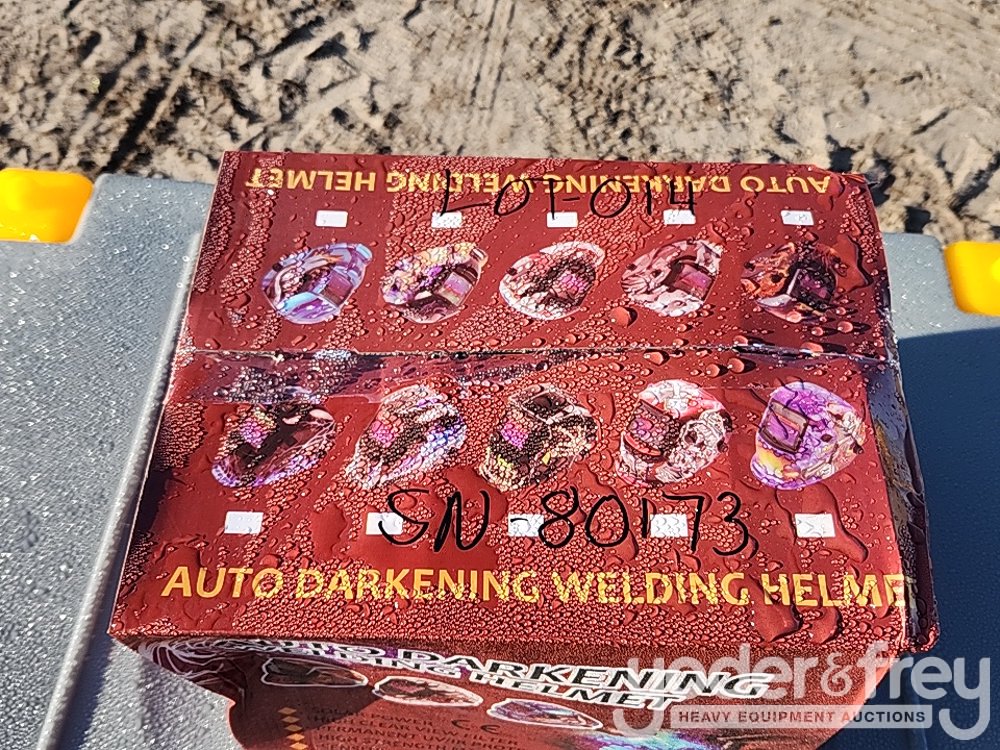 AUTO DARKENING WELDING HELMET
LOT-014
SN-80173
AUTO DARKENING WELDING HELME
AUTO DARKENING
WELDING HELMET
yoder&frey
HEAVY EQUIPMENT AUCTIONS